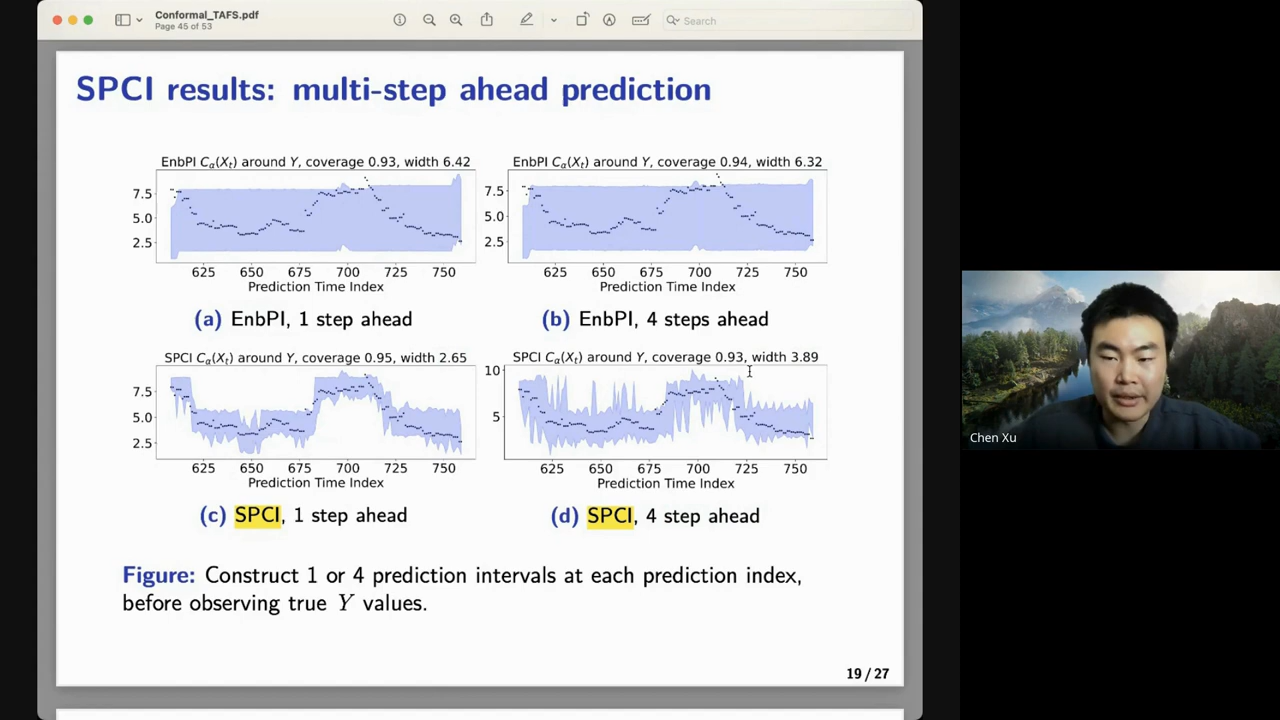 Conformal_TAFS.pdf
Page 45 of 53
Search
SPCI results: multi-step ahead prediction
EnbPI Cα(Xt) around Y, coverage 0.93, width 6.42
7.5
5.0
2.5
625 650 675 700 725 750
Prediction Time Index
(a) EnbPI, 1 step ahead
EnbPI Cα(Xt) around Y, coverage 0.94, width 6.32
7.5
5.0
2.5
625 650 675 700 725 750
Prediction Time Index
(b) EnbPI, 4 steps ahead
SPCI Cα(Xt) around Y, coverage 0.95, width 2.65
7.5
5.0
2.5
625 650 675 700 725 750
Prediction Time Index
(c) SPCI, 1 step ahead
SPCI Cα(Xt) around Y, coverage 0.93, width 3.89
10
5
625 650 675 700 725 750
Prediction Time Index
(d) SPCI, 4 step ahead
Figure: Construct 1 or 4 prediction intervals at each prediction index,
before observing true Y values.
19 / 27
Chen Xu